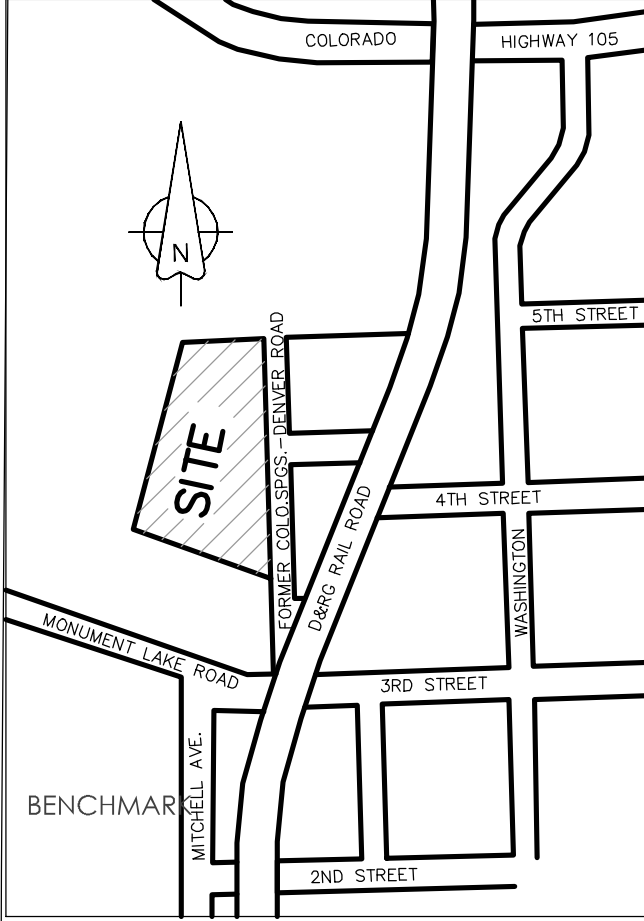 COLORADO HIGHWAY 105
N
5TH STREET
FORMER COLO.SPGS.-DENVER ROAD
SITE
4TH STREET
D&RG RAIL ROAD
WASHINGTON
MONUMENT LAKE ROAD
3RD STREET
MITCHELL AVE.
BENCHMARK
2ND STREET